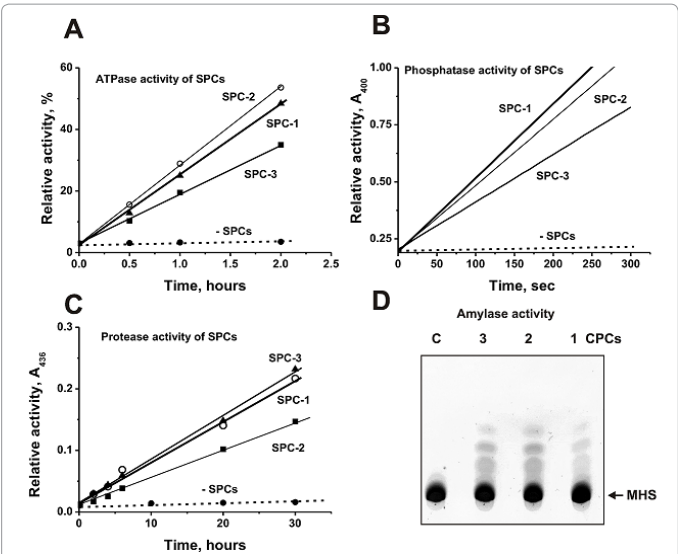 A
ATPase activity of SPCs
Relative activity, %
60
40
20
0
SPC-2
SPC-1
SPC-3
- SPCs
0.0 0.5 1.0 1.5 2.0 2.5
Time, hours
B
Phosphatase activity of SPCs
Relative activity, A400
1.00
0.75
0.50
0.25
SPC-1
SPC-2
SPC-3
- SPCs
0 50 100 150 200 250 300
Time, sec
C
Protease activity of SPCs
Relative activity, A436
0.3
0.2
0.1
0.0
SPC-3
SPC-1
SPC-2
- SPCs
0 10 20 30
Time, hours
D
Amylase activity
C 3 2 1 CPCs
MHS